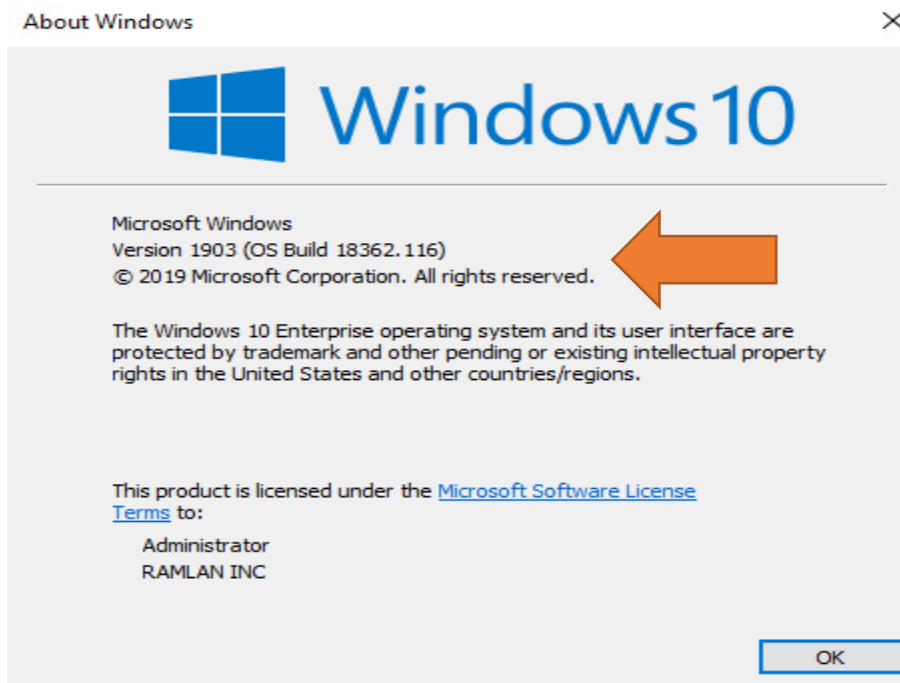 About Windows
Windows 10
Microsoft Windows
Version 1903 (OS Build 18362.116)
© 2019 Microsoft Corporation. All rights reserved.
The Windows 10 Enterprise operating system and its user interface are
protected by trademark and other pending or existing intellectual property
rights in the United States and other countries/regions.
This product is licensed under the Microsoft Software License
Terms to:
Administrator
RAMLAN INC
OK